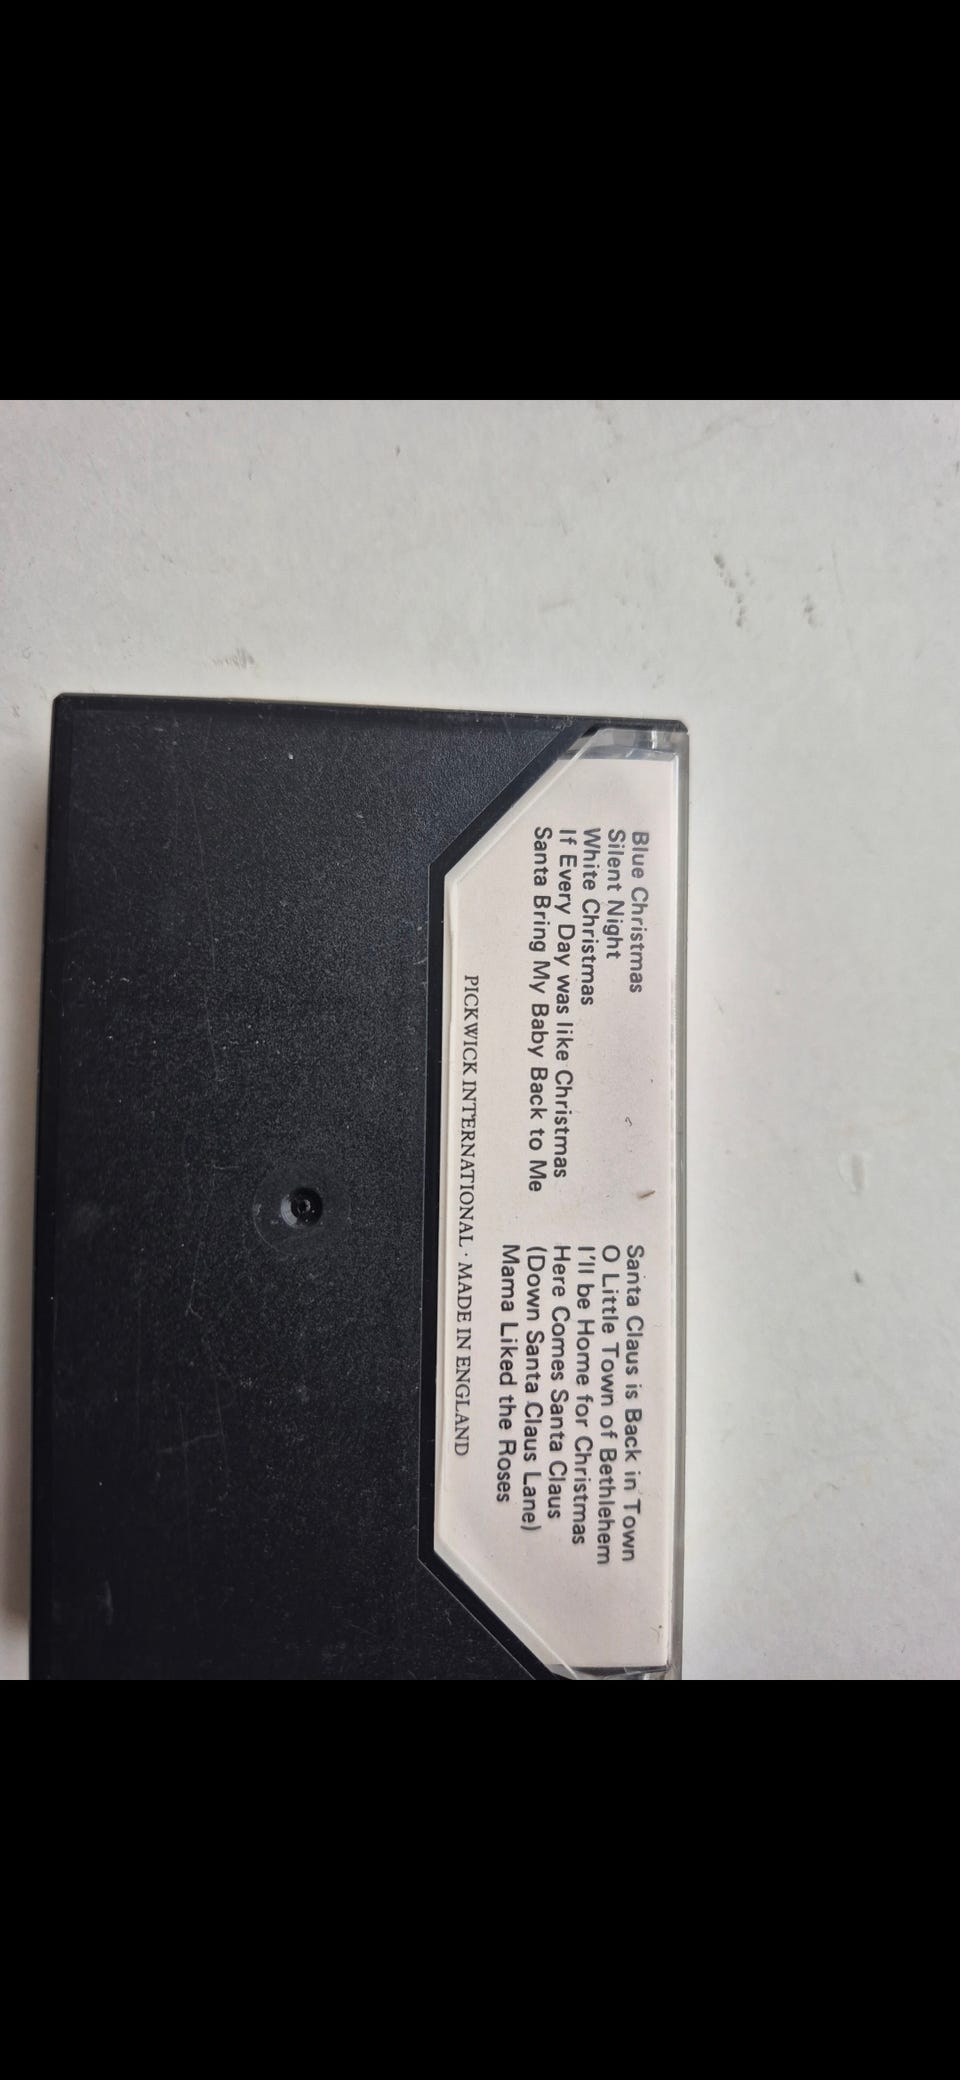 Blue Christmas
Silent Night
White Christmas
If Every Day was like Christmas
Santa Bring My Baby Back to Me
Santa Claus is Back in Town
O Little Town of Bethlehem
I'll be Home for Christmas
Here Comes Santa Claus
(Down Santa Claus Lane)
Mama Liked the Roses
PICKWICK INTERNATIONAL · MADE IN ENGLAND